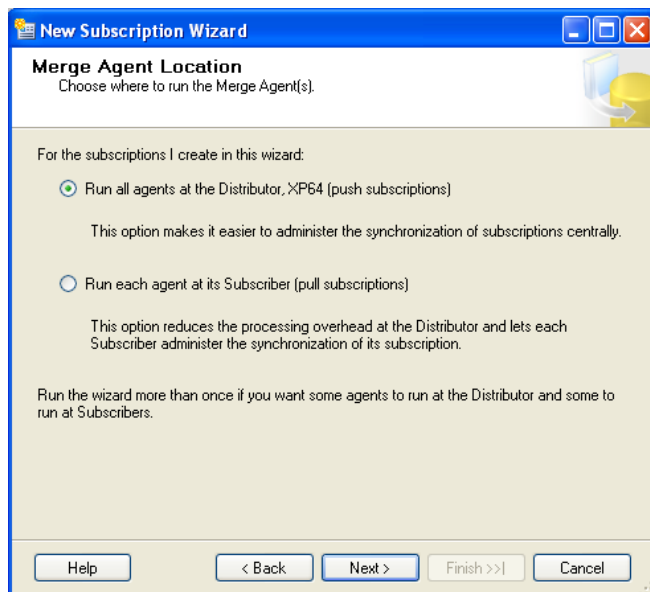 New Subscription Wizard
Merge Agent Location
Choose where to run the Merge Agent(s).
For the subscriptions I create in this wizard:
Run all agents at the Distributor, XP64 (push subscriptions)
This option makes it easier to administer the synchronization of subscriptions centrally.
Run each agent at its Subscriber (pull subscriptions)
This option reduces the processing overhead at the Distributor and lets each
Subscriber administer the synchronization of its subscription.
Run the wizard more than once if you want some agents to run at the Distributor and some to
run at Subscribers.
Help < Back Next > Finish >>| Cancel